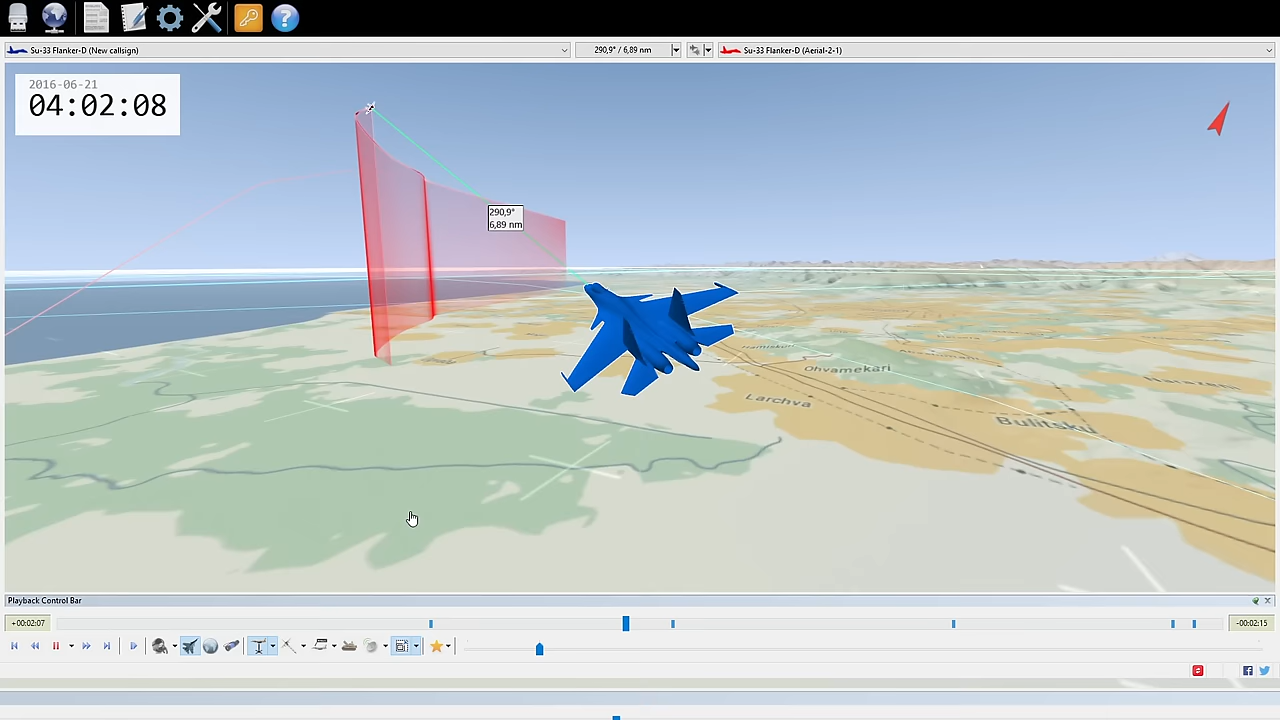 Su-33 Flanker-D (New callsign)
290,9° / 6,89 nm
Su-33 Flanker-D (Aerial-2-1)
2016-06-21
04:02:08
290,9°
6,89 nm
Ohvamekari
Larchva
Bulitsku
Playback Control Bar
+00:02:07
-00:02:15